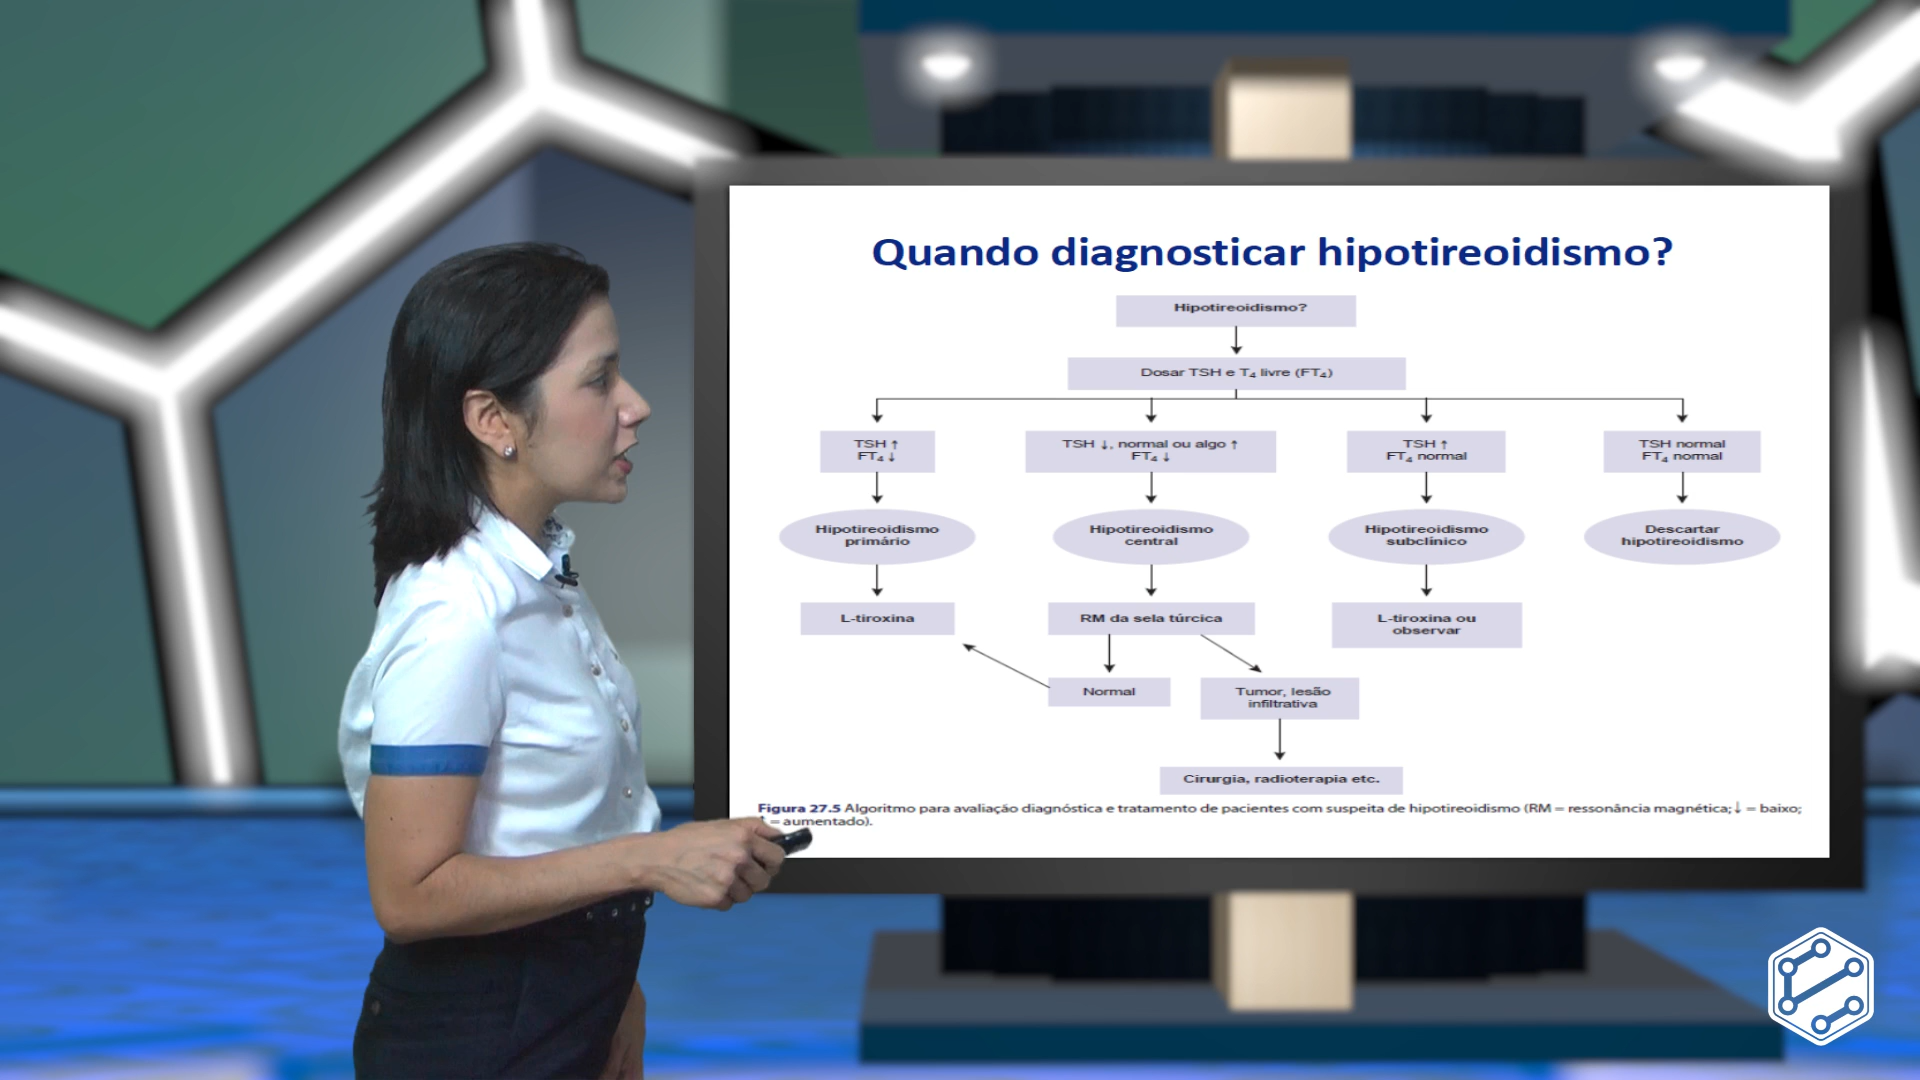 Quando diagnosticar hipotireoidismo?
Hipotireoidismo?
Dosar TSH e T₄ livre (FT₄)
TSH ↑
FT₄ ↓
TSH ↓, normal ou algo ↑
FT₄ ↓
TSH ↑
FT₄ normal
TSH normal
FT₄ normal
Hipotireoidismo
primário
Hipotireoidismo
central
Hipotireoidismo
subclínico
Descartar
hipotireoidismo
L-tiroxina
RM da sela túrcica
L-tiroxina ou
observar
Normal
Tumor, lesão
infiltrativa
Cirurgia, radioterapia etc.
Figura 27.5 Algoritmo para avaliação diagnóstica e tratamento de pacientes com suspeita de hipotireoidismo (RM = ressonância magnética; ↓ = baixo;
↑ = aumentado).